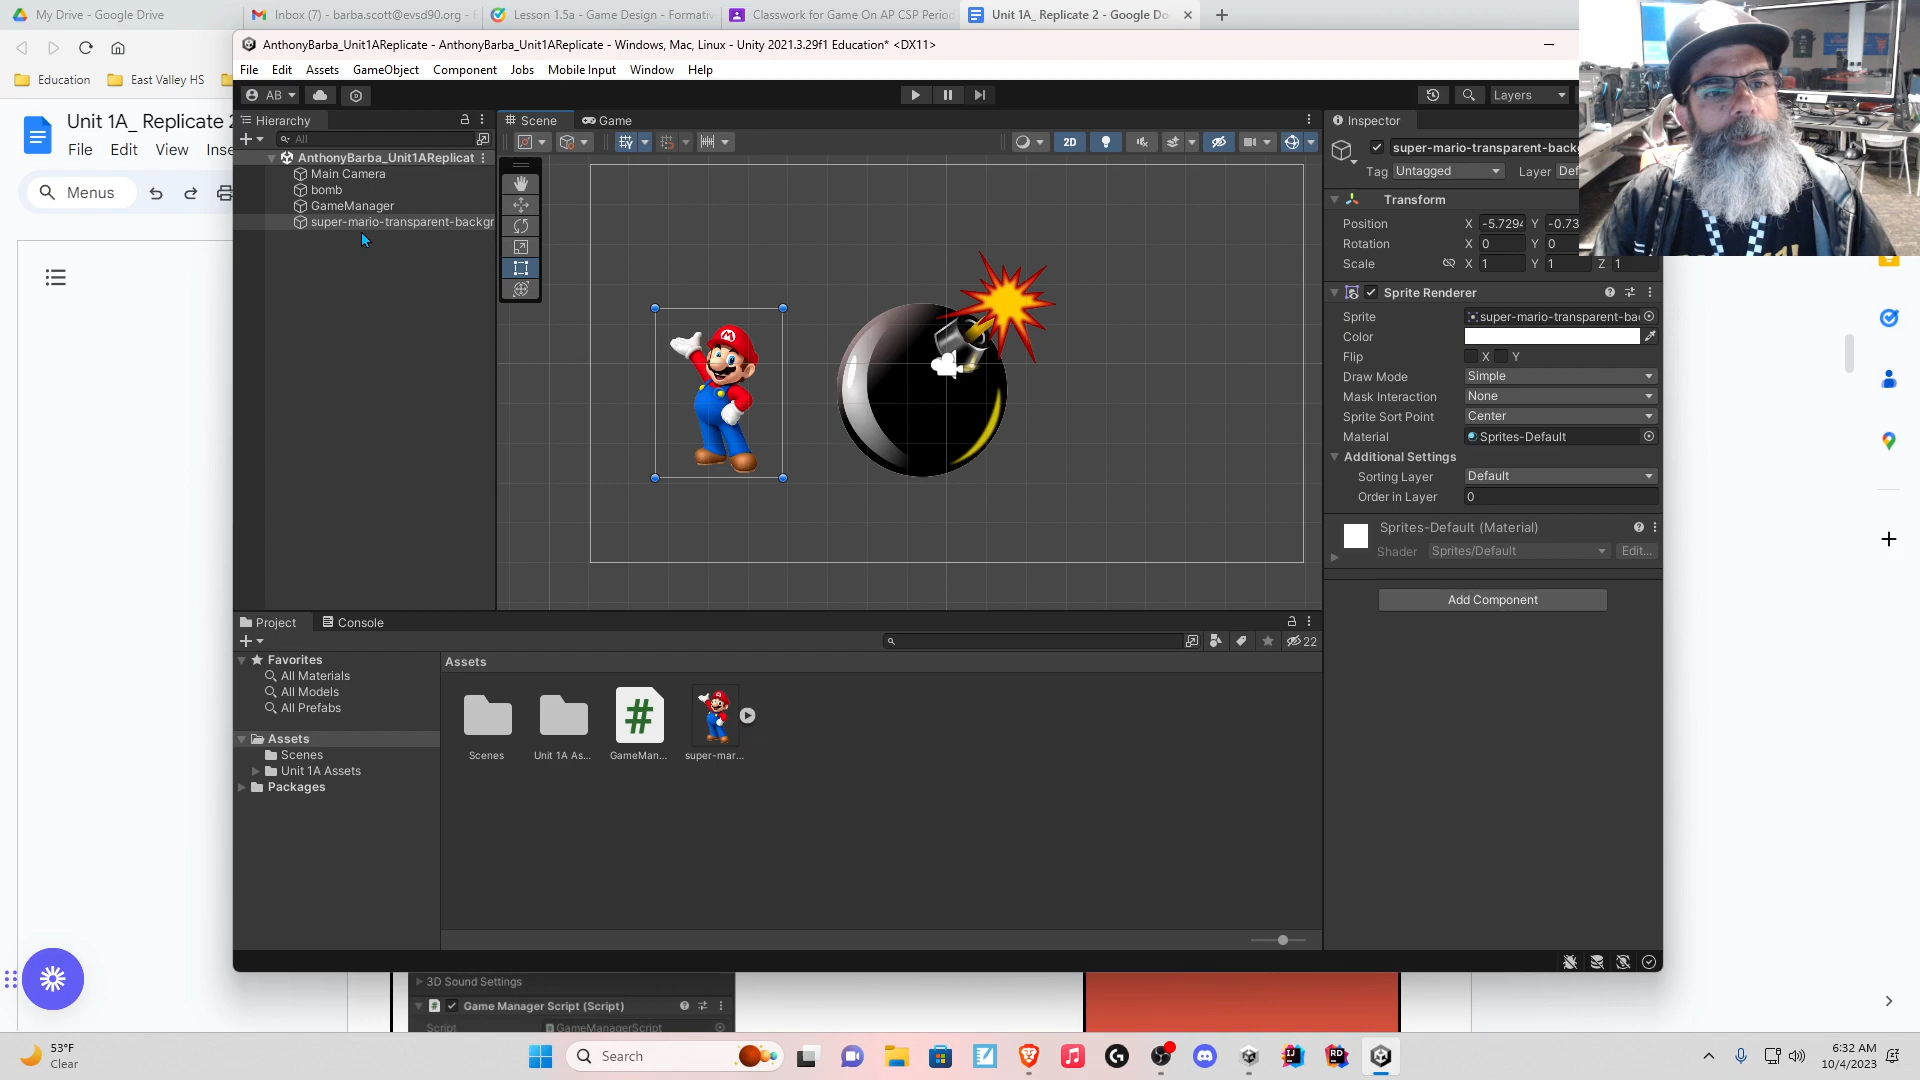 My Drive - Google Drive
Inbox (7) - barba.scott@evsd90.org - E
Lesson 1.5a - Game Design - Formativ
Classwork for Game On AP CSP Period
Unit 1A_ Replicate 2 - Google Do
Education
East Valley HS
Unit 1A_ Replicate 2
File Edit View Inse
Menus
AnthonyBarba_Unit1AReplicate - AnthonyBarba_Unit1AReplicate - Windows, Mac, Linux - Unity 2021.3.29f1 Education* <DX11>
File Edit Assets GameObject Component Jobs Mobile Input Window Help
AB
Layers
Hierarchy
All
AnthonyBarba_Unit1AReplicat
Main Camera
bomb
GameManager
super-mario-transparent-backgr
Scene
Game
2D
Inspector
super-mario-transparent-backg
Tag Untagged Layer Def
Transform
Position X -5.7294 Y -0.73
Rotation X 0 Y 0
Scale X 1 Y 1 Z 1
Sprite Renderer
Sprite super-mario-transparent-bac
Color
Flip X Y
Draw Mode Simple
Mask Interaction None
Sprite Sort Point Center
Material Sprites-Default
Additional Settings
Sorting Layer Default
Order in Layer 0
Sprites-Default (Material)
Shader Sprites/Default Edit...
Add Component
Project
Console
22
Favorites
All Materials
All Models
All Prefabs
Assets
Scenes
Unit 1A Assets
Packages
Assets
Scenes
Unit 1A As...
GameMan...
super-mar...
3D Sound Settings
Game Manager Script (Script)
Script GameManagerScript
53°F
Clear
Search
6:32 AM
10/4/2023